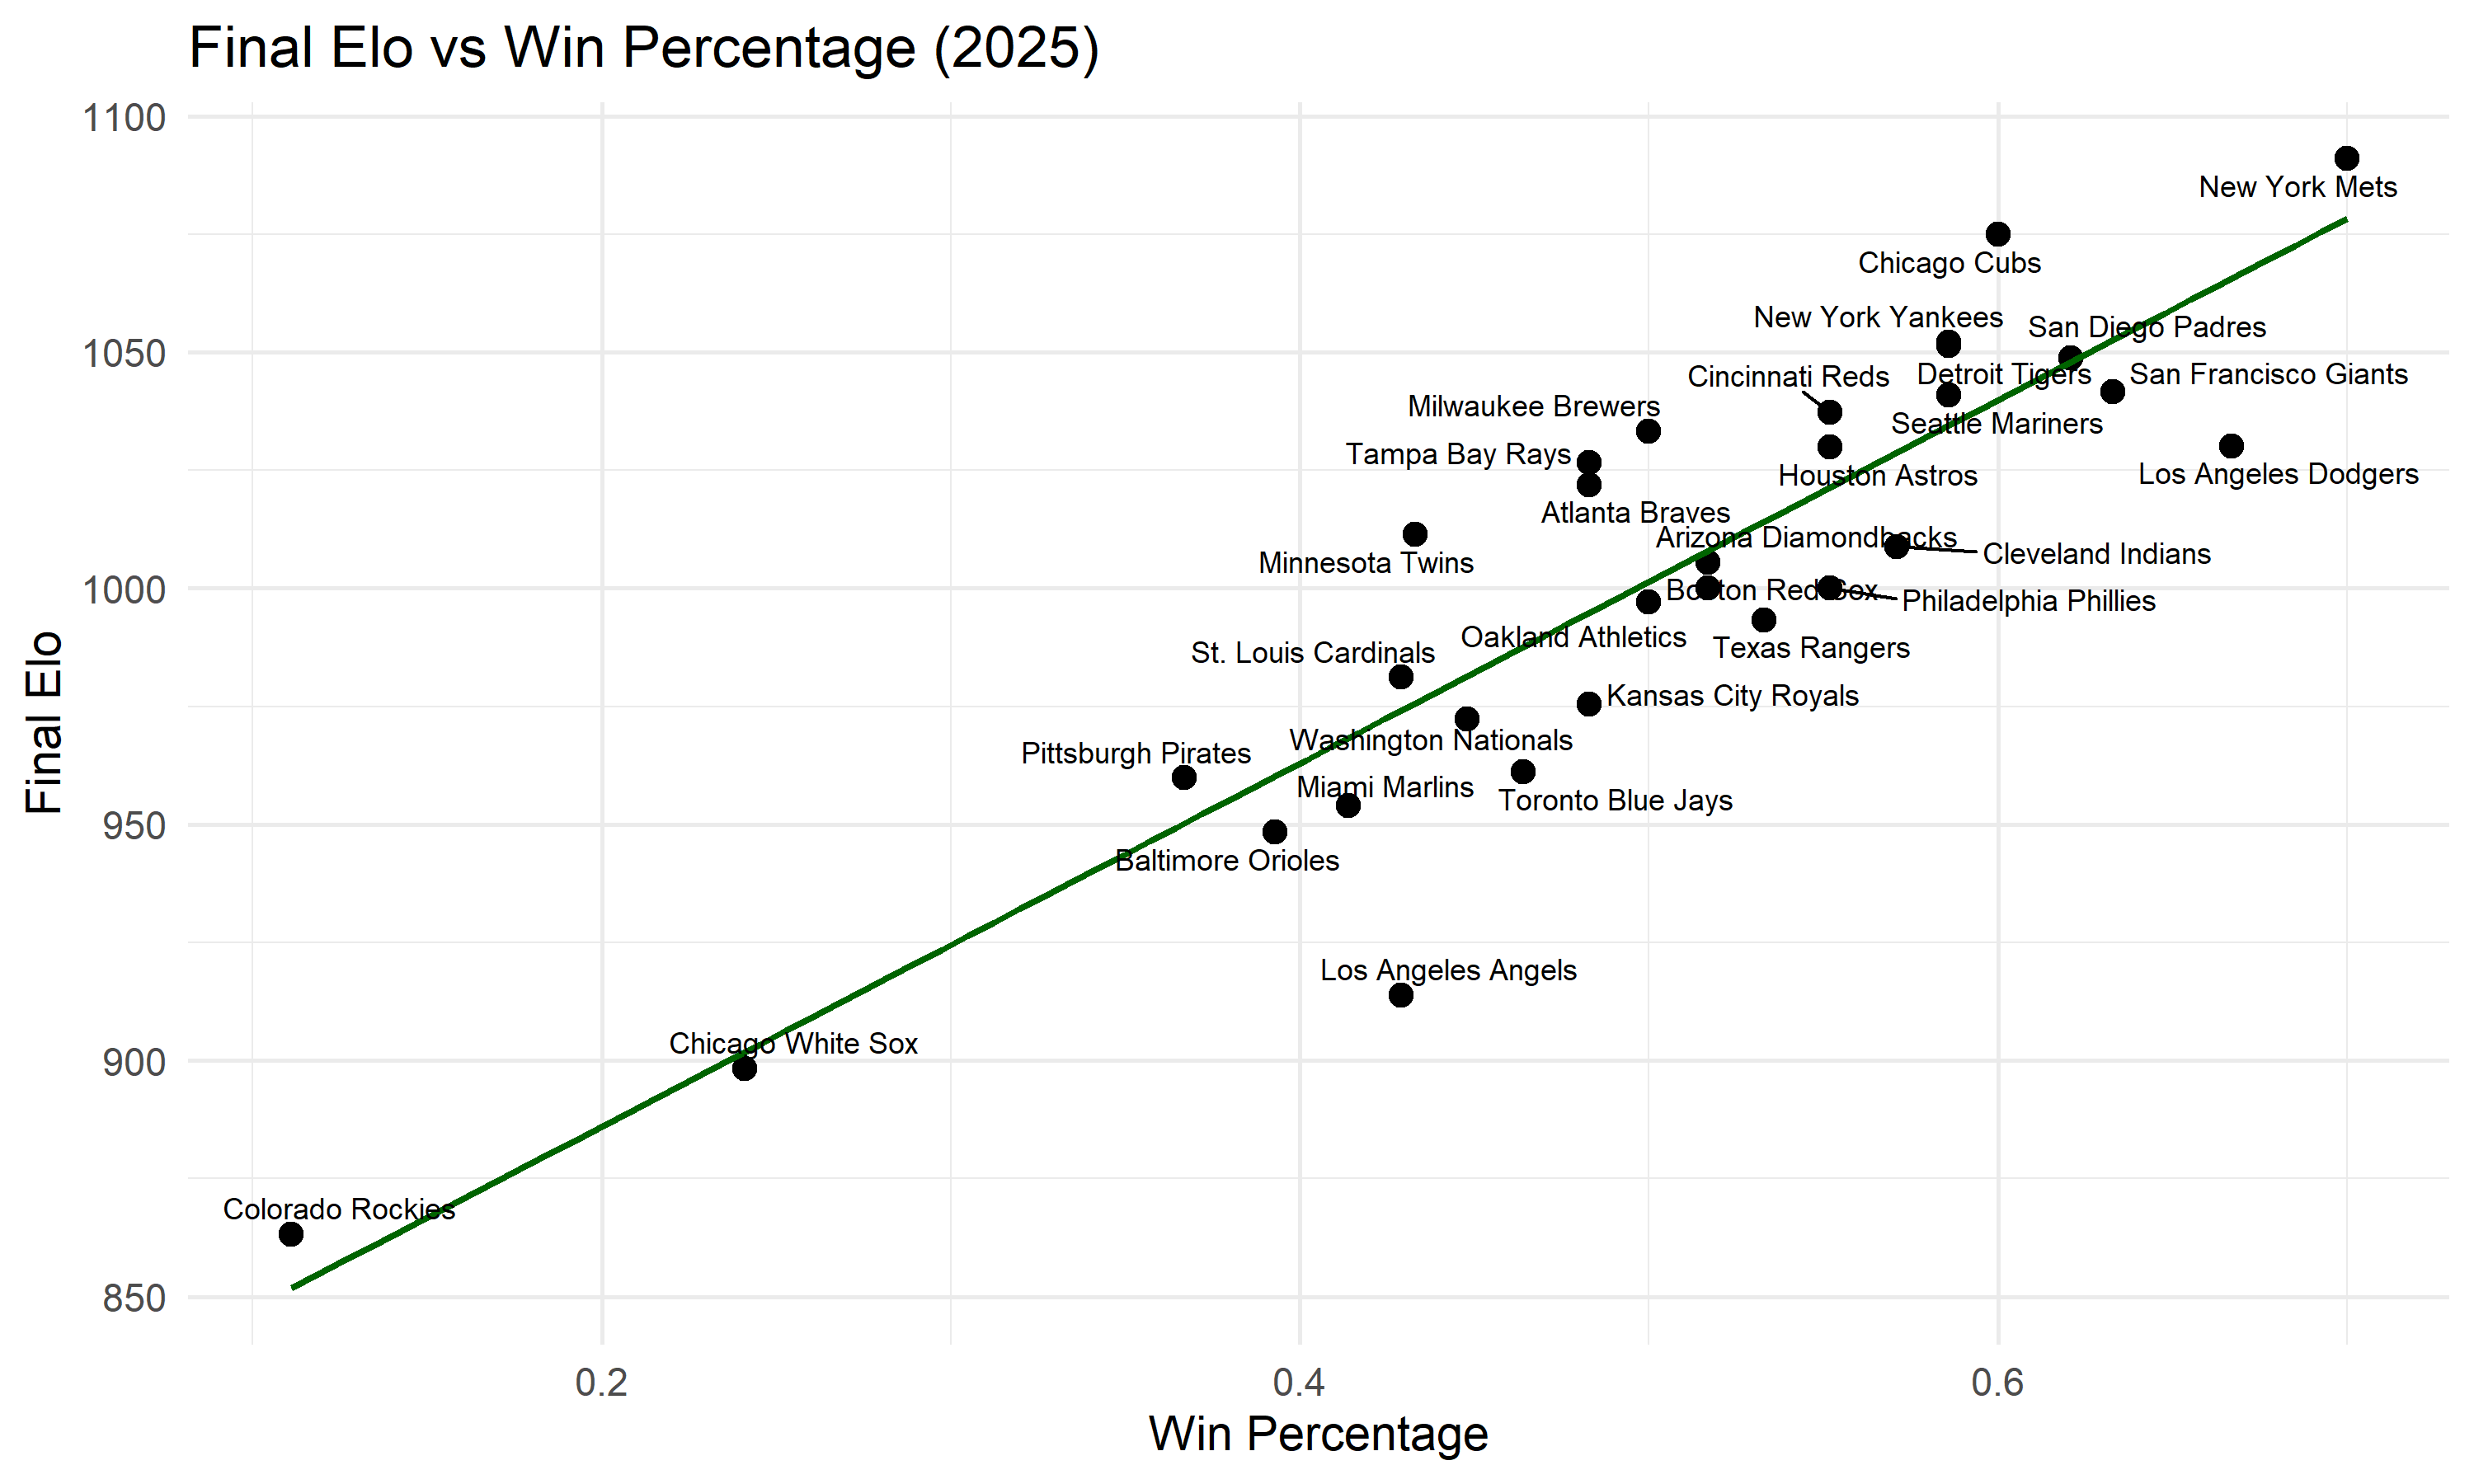 Final Elo vs Win Percentage (2025)
1100
New York Mets
Chicago Cubs
New York Yankees
San Diego Padres
1050
Detroit Tigers
San Francisco Giants
Cincinnati Reds
Milwaukee Brewers
Seattle Mariners
Tampa Bay Rays
Houston Astros
Los Angeles Dodgers
Atlanta Braves
Arizona Diamondbacks
Cleveland Indians
Minnesota Twins
1000
Boston Red Sox
Philadelphia Phillies
Oakland Athletics
Texas Rangers
St. Louis Cardinals
Kansas City Royals
Washington Nationals
Pittsburgh Pirates
Miami Marlins
Toronto Blue Jays
950
Baltimore Orioles
Los Angeles Angels
Chicago White Sox
900
Colorado Rockies
850
Final Elo
0.2
0.4
0.6
Win Percentage